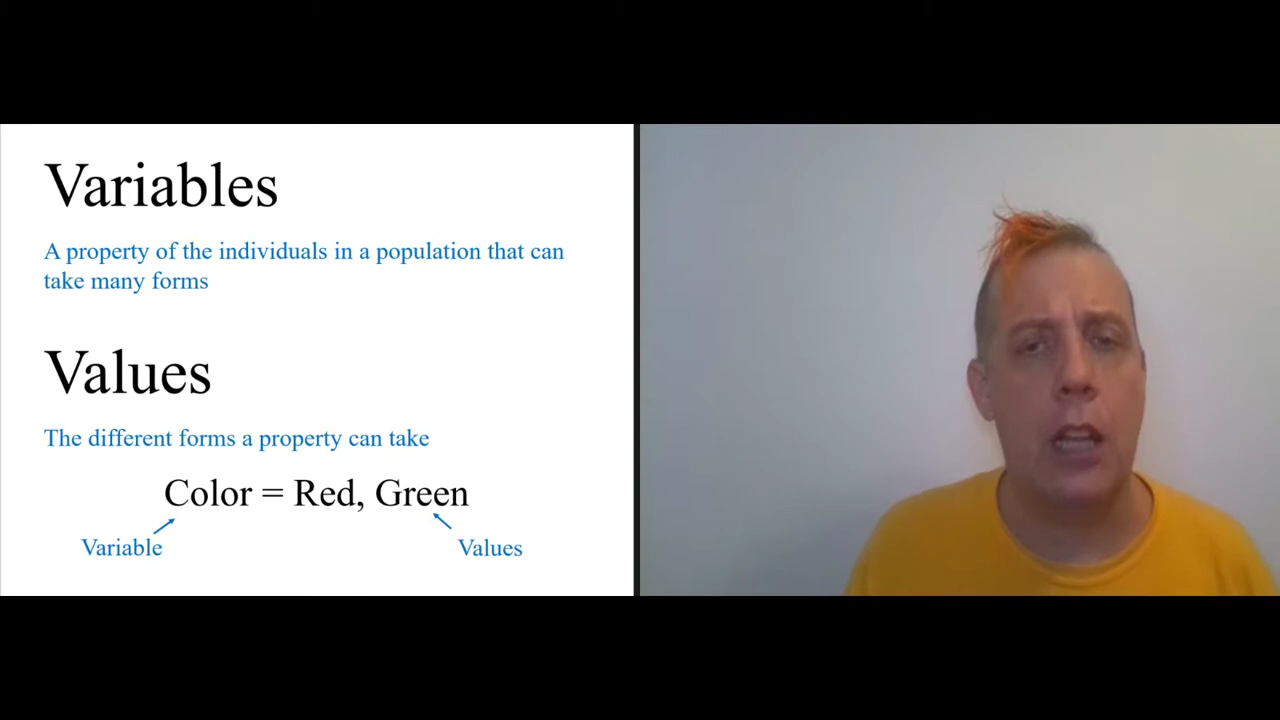 Variables
A property of the individuals in a population that can
take many forms
Values
The different forms a property can take
Color = Red, Green
Variable
Values